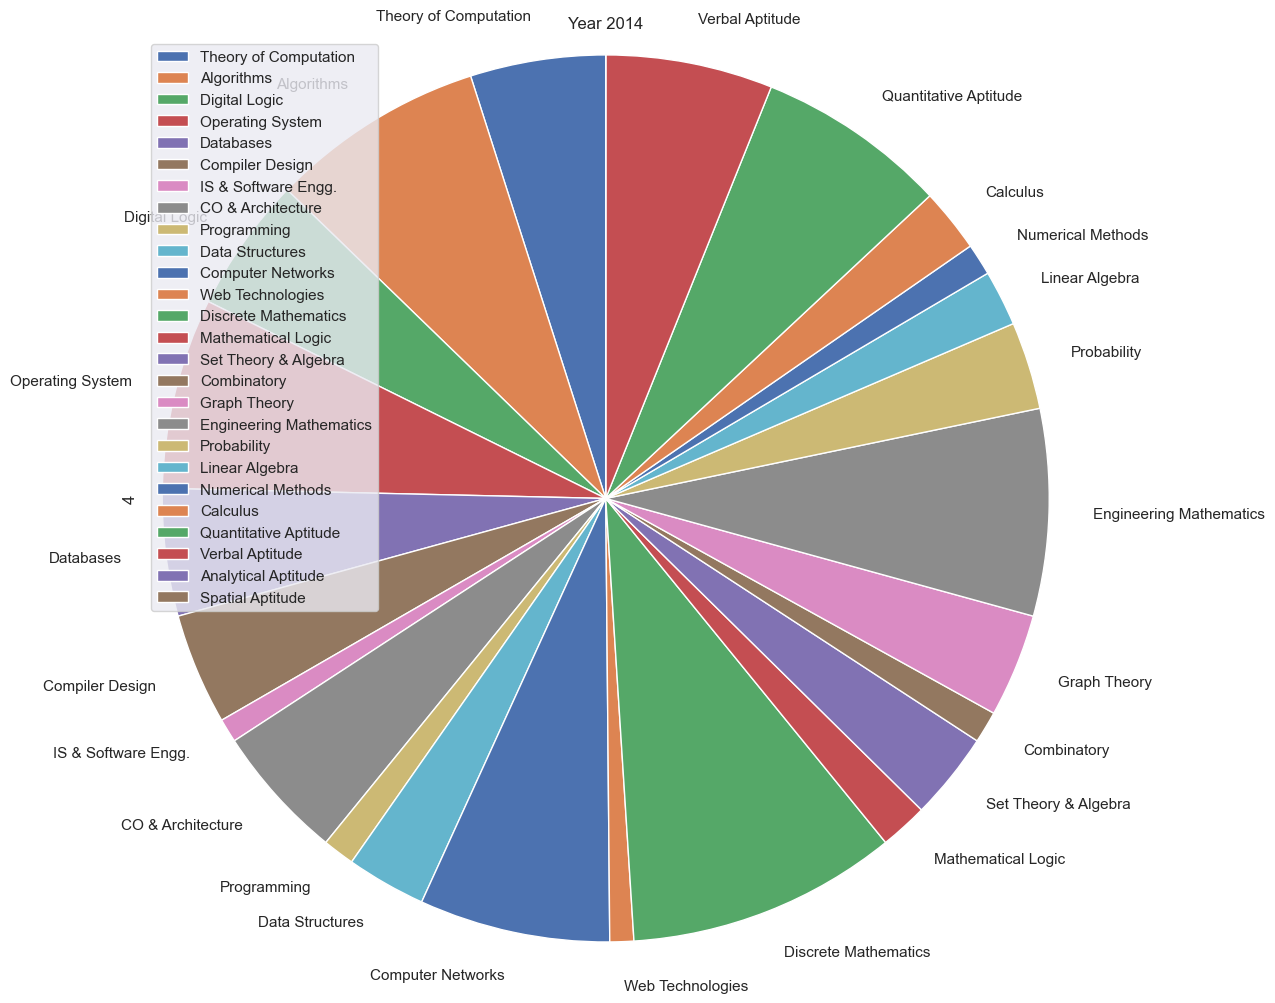 Year 2014
Theory of Computation
Algorithms
Digital Logic
Operating System
Databases
Compiler Design
IS & Software Engg.
CO & Architecture
Programming
Data Structures
Computer Networks
Web Technologies
Discrete Mathematics
Mathematical Logic
Set Theory & Algebra
Combinatory
Graph Theory
Engineering Mathematics
Probability
Linear Algebra
Numerical Methods
Calculus
Quantitative Aptitude
Verbal Aptitude
4
Theory of Computation
Algorithms
Digital Logic
Operating System
Databases
Compiler Design
IS & Software Engg.
CO & Architecture
Programming
Data Structures
Computer Networks
Web Technologies
Discrete Mathematics
Mathematical Logic
Set Theory & Algebra
Combinatory
Graph Theory
Engineering Mathematics
Probability
Linear Algebra
Numerical Methods
Calculus
Quantitative Aptitude
Verbal Aptitude
Analytical Aptitude
Spatial Aptitude